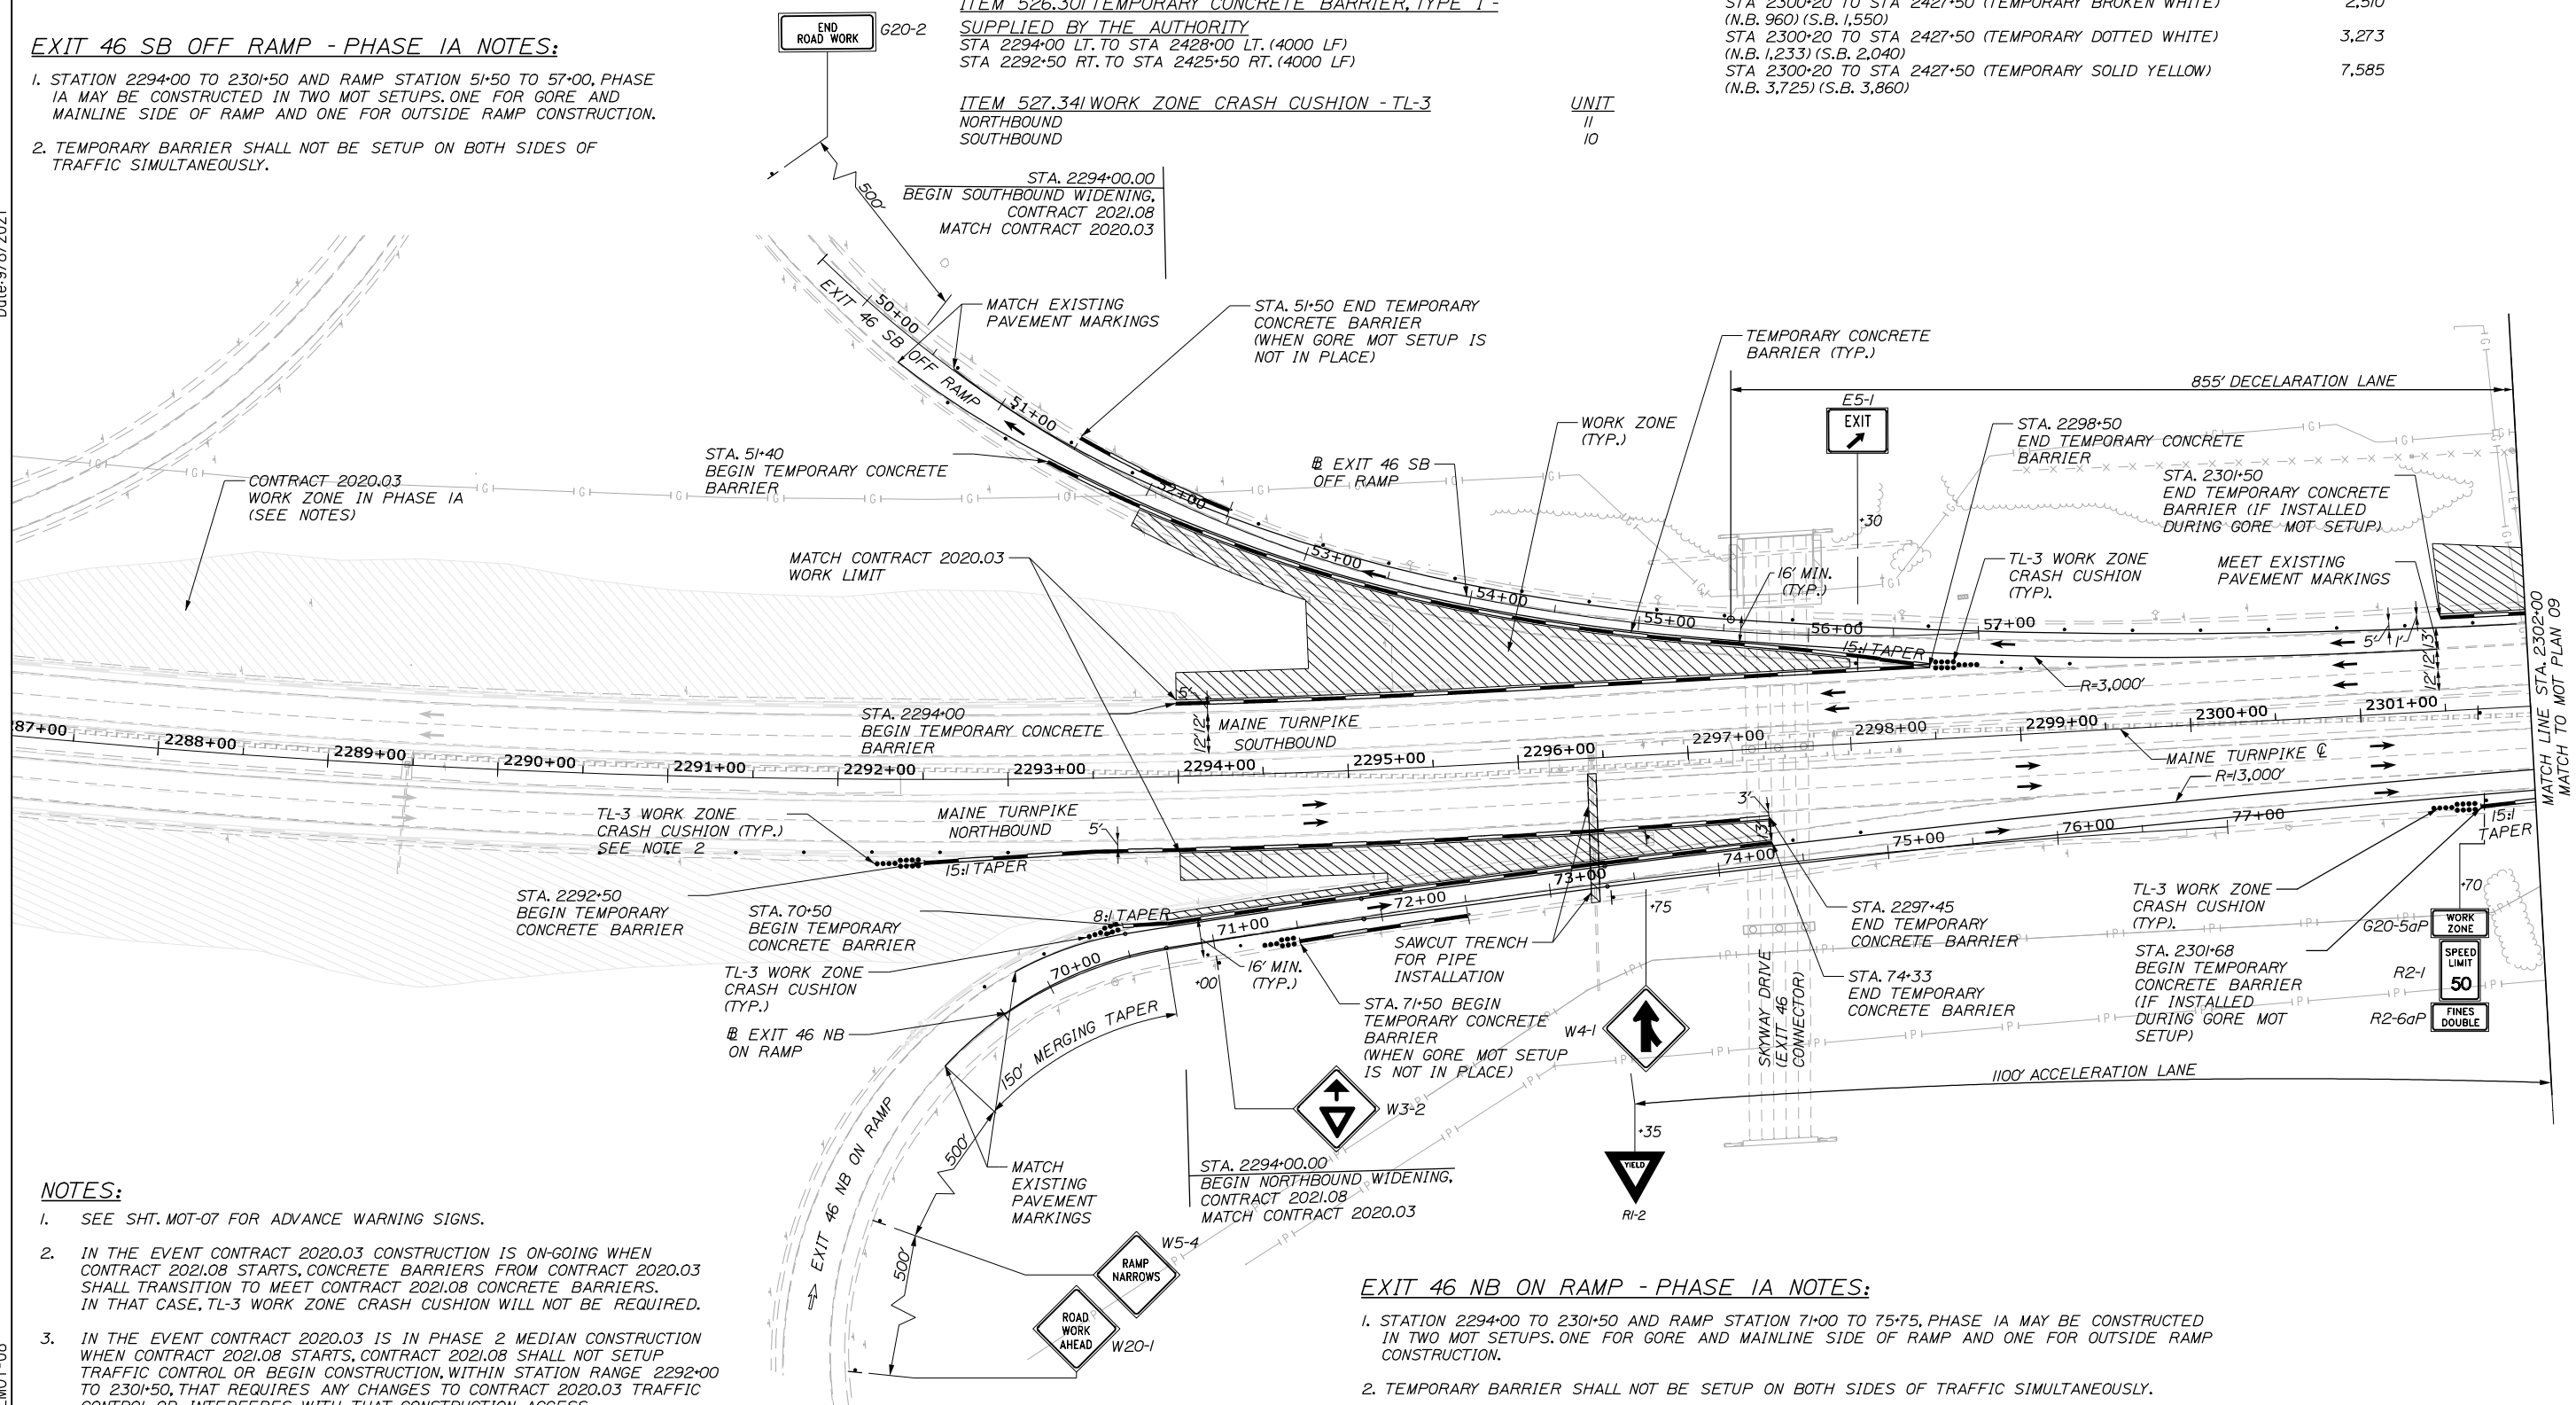 EXIT 46 SB OFF RAMP - PHASE 1A NOTES:
1. STATION 2294+00 TO 2301+50 AND RAMP STATION 51+50 TO 57+00, PHASE
1A MAY BE CONSTRUCTED IN TWO MOT SETUPS. ONE FOR GORE AND
MAINLINE SIDE OF RAMP AND ONE FOR OUTSIDE RAMP CONSTRUCTION.
2. TEMPORARY BARRIER SHALL NOT BE SETUP ON BOTH SIDES OF
TRAFFIC SIMULTANEOUSLY.
END
ROAD WORK
G20-2
ITEM 526.301 TEMPORARY CONCRETE BARRIER, TYPE I -
SUPPLIED BY THE AUTHORITY
STA 2294+00 LT. TO STA 2428+00 LT. (4000 LF)
STA 2292+50 RT. TO STA 2425+50 RT. (4000 LF)
ITEM 527.341 WORK ZONE CRASH CUSHION - TL-3 UNIT
NORTHBOUND 11
SOUTHBOUND 10
STA 2300+20 TO STA 2427+50 (TEMPORARY BROKEN WHITE) 2,510
(N.B. 960) (S.B. 1,550)
STA 2300+20 TO STA 2427+50 (TEMPORARY DOTTED WHITE) 3,273
(N.B. 1,233) (S.B. 2,040)
STA 2300+20 TO STA 2427+50 (TEMPORARY SOLID YELLOW) 7,585
(N.B. 3,725) (S.B. 3,860)
500'
STA. 2294+00.00
BEGIN SOUTHBOUND WIDENING,
CONTRACT 2021.08
MATCH CONTRACT 2020.03
MATCH EXISTING
PAVEMENT MARKINGS
STA. 51+50 END TEMPORARY
CONCRETE BARRIER
(WHEN GORE MOT SETUP IS
NOT IN PLACE)
TEMPORARY CONCRETE
BARRIER (TYP.)
855' DECELARATION LANE
E5-1
EXIT
+30
WORK ZONE
(TYP.)
STA. 2298+50
END TEMPORARY CONCRETE
BARRIER
STA. 2301+50
END TEMPORARY CONCRETE
BARRIER (IF INSTALLED
DURING GORE MOT SETUP)
EXIT 46 SB OFF RAMP
50+00
51+00
52+00
53+00
54+00
55+00
56+00
57+00
STA. 51+40
BEGIN TEMPORARY CONCRETE
BARRIER
℄ EXIT 46 SB
OFF RAMP
CONTRACT 2020.03
WORK ZONE IN PHASE 1A
(SEE NOTES)
MATCH CONTRACT 2020.03
WORK LIMIT
16' MIN.
(TYP.)
TL-3 WORK ZONE
CRASH CUSHION
(TYP).
MEET EXISTING
PAVEMENT MARKINGS
15:1 TAPER
R=3,000'
5' 1'
12' 12' 13'
MATCH LINE STA. 2302+00
MATCH TO MOT PLAN 09
STA. 2294+00
BEGIN TEMPORARY CONCRETE
BARRIER
5'
12' 12'
MAINE TURNPIKE
SOUTHBOUND
87+00
2288+00
2289+00
2290+00
2291+00
2292+00
2293+00
2294+00
2295+00
2296+00
2297+00
2298+00
2299+00
2300+00
2301+00
MAINE TURNPIKE ℄
R=13,000'
TL-3 WORK ZONE
CRASH CUSHION (TYP.)
SEE NOTE 2
MAINE TURNPIKE
NORTHBOUND
5'
3'
13'
15:1 TAPER
15:1
TAPER
STA. 2292+50
BEGIN TEMPORARY
CONCRETE BARRIER
STA. 70+50
BEGIN TEMPORARY
CONCRETE BARRIER
8:1 TAPER
70+00
71+00
72+00
73+00
74+00
75+00
76+00
77+00
TL-3 WORK ZONE
CRASH CUSHION
(TYP.)
+00
16' MIN.
(TYP.)
SAWCUT TRENCH
FOR PIPE
INSTALLATION
+75
STA. 2297+45
END TEMPORARY
CONCRETE BARRIER
STA. 74+33
END TEMPORARY
CONCRETE BARRIER
TL-3 WORK ZONE
CRASH CUSHION
(TYP).
STA. 2301+68
BEGIN TEMPORARY
CONCRETE BARRIER
(IF INSTALLED
DURING GORE MOT
SETUP)
+70
G20-5aP
WORK
ZONE
R2-1
SPEED
LIMIT
50
R2-6aP
FINES
DOUBLE
℄ EXIT 46 NB
ON RAMP
150' MERGING TAPER
STA. 71+50 BEGIN
TEMPORARY CONCRETE
BARRIER
(WHEN GORE MOT SETUP
IS NOT IN PLACE)
W4-1
SKYWAY DRIVE
(EXIT 46
CONNECTOR)
1100' ACCELERATION LANE
W3-2
+35
YIELD
R1-2
EXIT 46 NB ON RAMP
500'
MATCH
EXISTING
PAVEMENT
MARKINGS
STA. 2294+00.00
BEGIN NORTHBOUND WIDENING,
CONTRACT 2021.08
MATCH CONTRACT 2020.03
500'
W5-4
RAMP
NARROWS
ROAD
WORK
AHEAD
W20-1
NOTES:
1. SEE SHT. MOT-07 FOR ADVANCE WARNING SIGNS.
2. IN THE EVENT CONTRACT 2020.03 CONSTRUCTION IS ON-GOING WHEN
CONTRACT 2021.08 STARTS, CONCRETE BARRIERS FROM CONTRACT 2020.03
SHALL TRANSITION TO MEET CONTRACT 2021.08 CONCRETE BARRIERS.
IN THAT CASE, TL-3 WORK ZONE CRASH CUSHION WILL NOT BE REQUIRED.
3. IN THE EVENT CONTRACT 2020.03 IS IN PHASE 2 MEDIAN CONSTRUCTION
WHEN CONTRACT 2021.08 STARTS, CONTRACT 2021.08 SHALL NOT SETUP
TRAFFIC CONTROL OR BEGIN CONSTRUCTION, WITHIN STATION RANGE 2292+00
TO 2301+50, THAT REQUIRES ANY CHANGES TO CONTRACT 2020.03 TRAFFIC
CONTROL OR INTERFERES WITH THAT CONSTRUCTION ACCESS.
EXIT 46 NB ON RAMP - PHASE 1A NOTES:
1. STATION 2294+00 TO 2301+50 AND RAMP STATION 71+00 TO 75+75, PHASE 1A MAY BE CONSTRUCTED
IN TWO MOT SETUPS. ONE FOR GORE AND MAINLINE SIDE OF RAMP AND ONE FOR OUTSIDE RAMP
CONSTRUCTION.
2. TEMPORARY BARRIER SHALL NOT BE SETUP ON BOTH SIDES OF TRAFFIC SIMULTANEOUSLY.